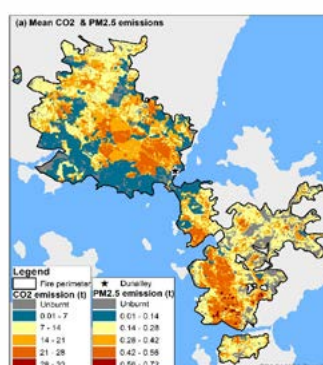 (a) Mean CO2 & PM2.5 emissions
Legend
Fire perimeter ★ Dunalley
CO2 emission (t) PM2.5 emission (t)
Unburnt Unburnt
0.01 - 7 0.01 - 0.14
7 - 14 0.14 - 0.28
14 - 21 0.28 - 0.42
21 - 28 0.42 - 0.56